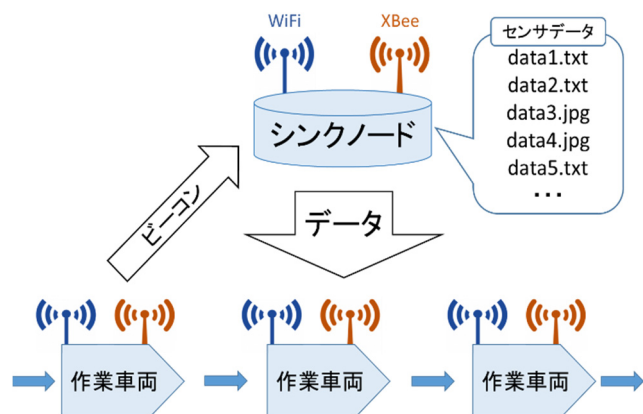 WiFi
XBee
センサデータ
data1.txt
data2.txt
data3.jpg
data4.jpg
data5.txt
・・・
シンクノード
ビーコン
データ
作業車両
作業車両
作業車両